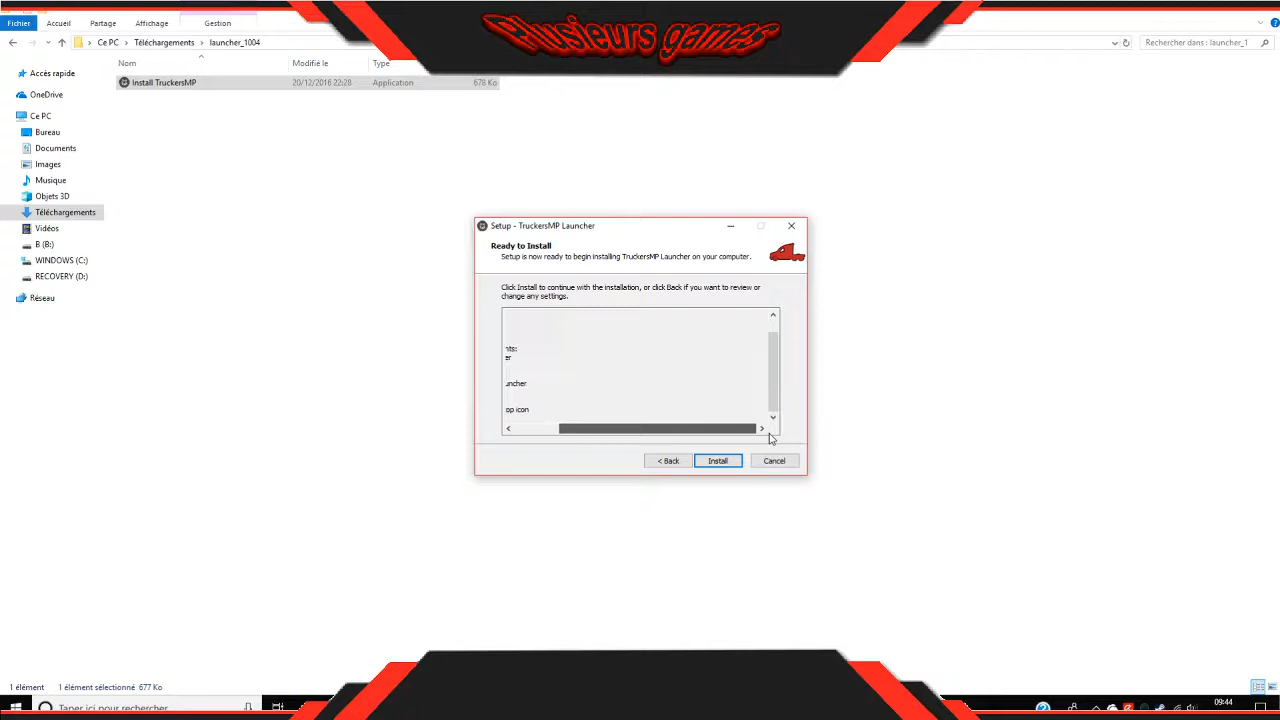 Plusieurs games
Fichier Accueil Partage Affichage Gestion
Ce PC > Téléchargements > launcher_1004
Rechercher dans : launcher_1
Nom Modifié le Type
Install TruckersMP 20/12/2016 22:28 Application 678 Ko
Accès rapide
OneDrive
Ce PC
Bureau
Documents
Images
Musique
Objets 3D
Téléchargements
Vidéos
B (B:)
WINDOWS (C:)
RECOVERY (D:)
Réseau
Setup - TruckersMP Launcher
Ready to Install
Setup is now ready to begin installing TruckersMP Launcher on your computer.
Click Install to continue with the installation, or click Back if you want to review or
change any settings.
nts:
er
uncher
op icon
< Back Install Cancel
1 élément 1 élément sélectionné 677 Ko
Taper ici pour rechercher
09:44